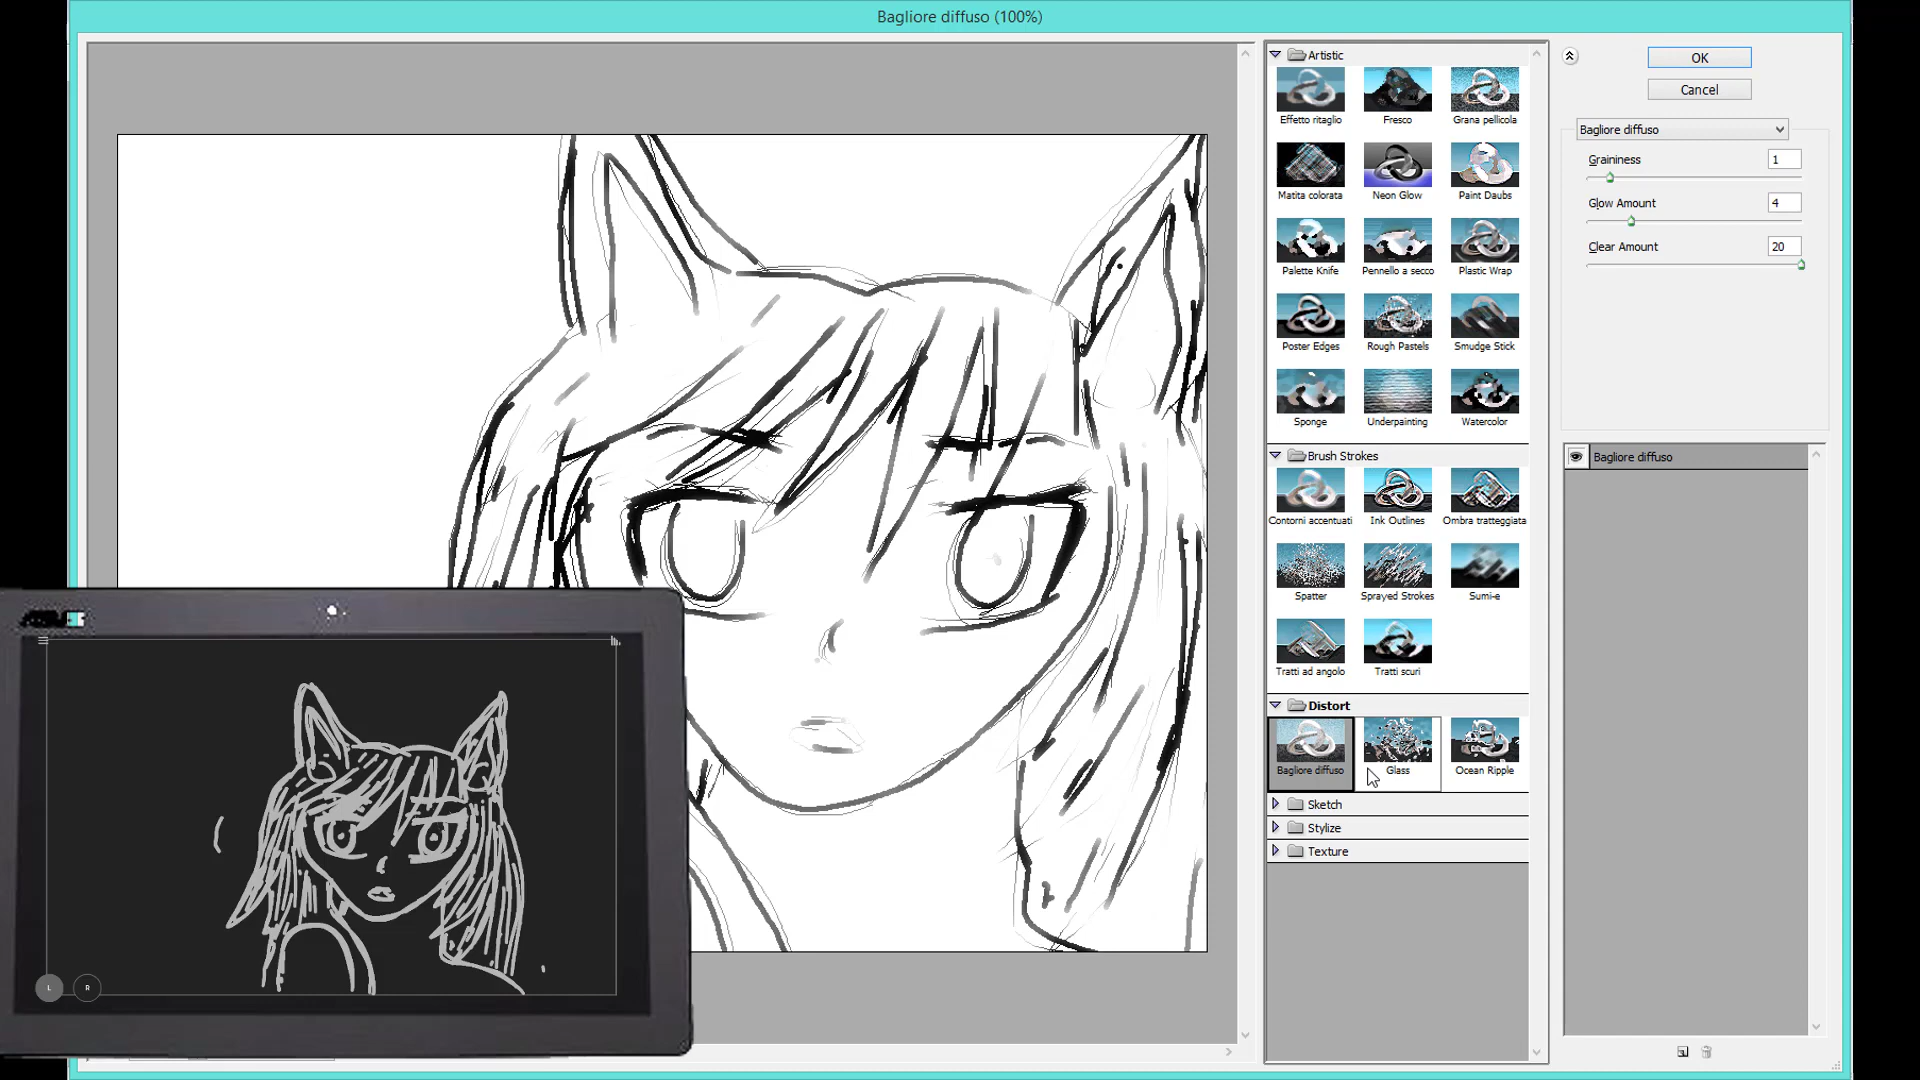 Bagliore diffuso (100%)
Artistic
Effetto ritaglio
Fresco
Grana pellicola
Matita colorata
Neon Glow
Paint Daubs
Palette Knife
Pennello a secco
Plastic Wrap
Poster Edges
Rough Pastels
Smudge Stick
Sponge
Underpainting
Watercolor
Brush Strokes
Contorni accentuati
Ink Outlines
Ombra tratteggiata
Spatter
Sprayed Strokes
Sumi-e
Tratti ad angolo
Tratti scuri
Distort
Bagliore diffuso
Glass
Ocean Ripple
Sketch
Stylize
Texture
OK
Cancel
Bagliore diffuso
Graininess 1
Glow Amount 4
Clear Amount 20
Bagliore diffuso
L R